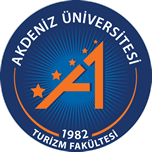 AKDENİZ ÜNİVERSİTESİ
1982
TURİZM FAKÜLTESİ